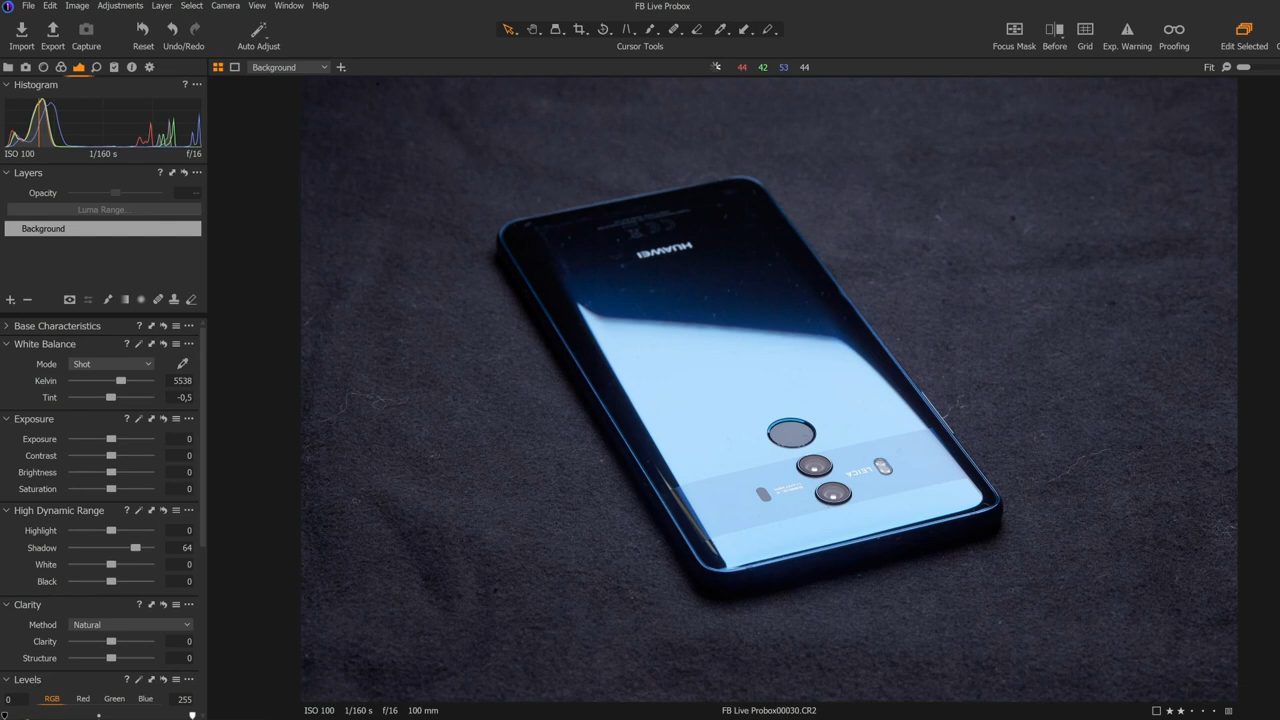 File Edit Image Adjustments Layer Select Camera View Window Help
FB Live Probox
Import Export Capture Reset Undo/Redo Auto Adjust
Cursor Tools
Focus Mask Before Grid Exp. Warning Proofing Edit Selected
Background
44 42 53 44
Fit
Histogram
ISO 100 1/160 s f/16
Layers
Opacity --
Luma Range...
Background
Base Characteristics
White Balance
Mode Shot
Kelvin 5538
Tint -0,5
Exposure
Exposure 0
Contrast 0
Brightness 0
Saturation 0
High Dynamic Range
Highlight 0
Shadow 64
White 0
Black 0
Clarity
Method Natural
Clarity 0
Structure 0
Levels
0 RGB Red Green Blue 255
HUAWEI
LEICA
ISO 100 1/160 s f/16 100 mm
FB Live Probox00030.CR2